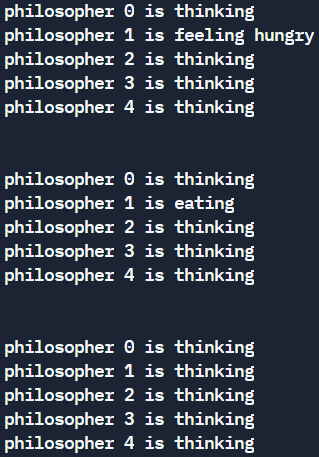 philosopher 0 is thinking
philosopher 1 is feeling hungry
philosopher 2 is thinking
philosopher 3 is thinking
philosopher 4 is thinking
philosopher 0 is thinking
philosopher 1 is eating
philosopher 2 is thinking
philosopher 3 is thinking
philosopher 4 is thinking
philosopher 0 is thinking
philosopher 1 is thinking
philosopher 2 is thinking
philosopher 3 is thinking
philosopher 4 is thinking